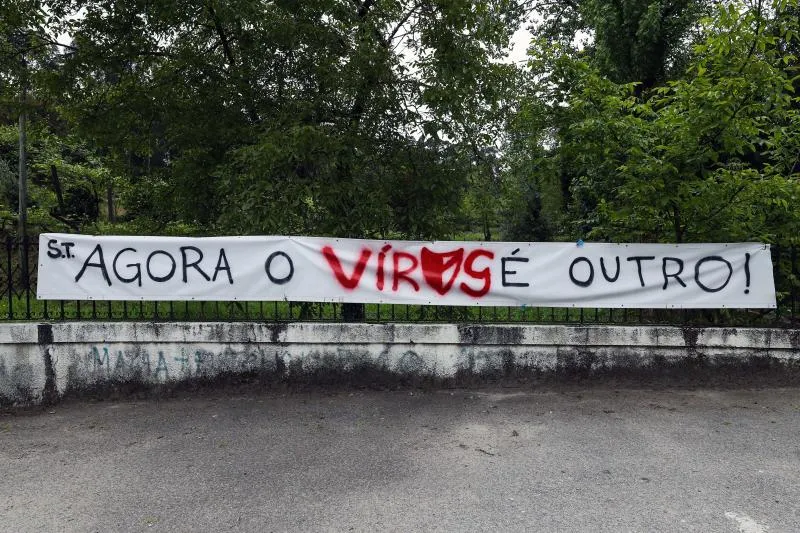 S.T. AGORA O VÍRUS É OUTRO!